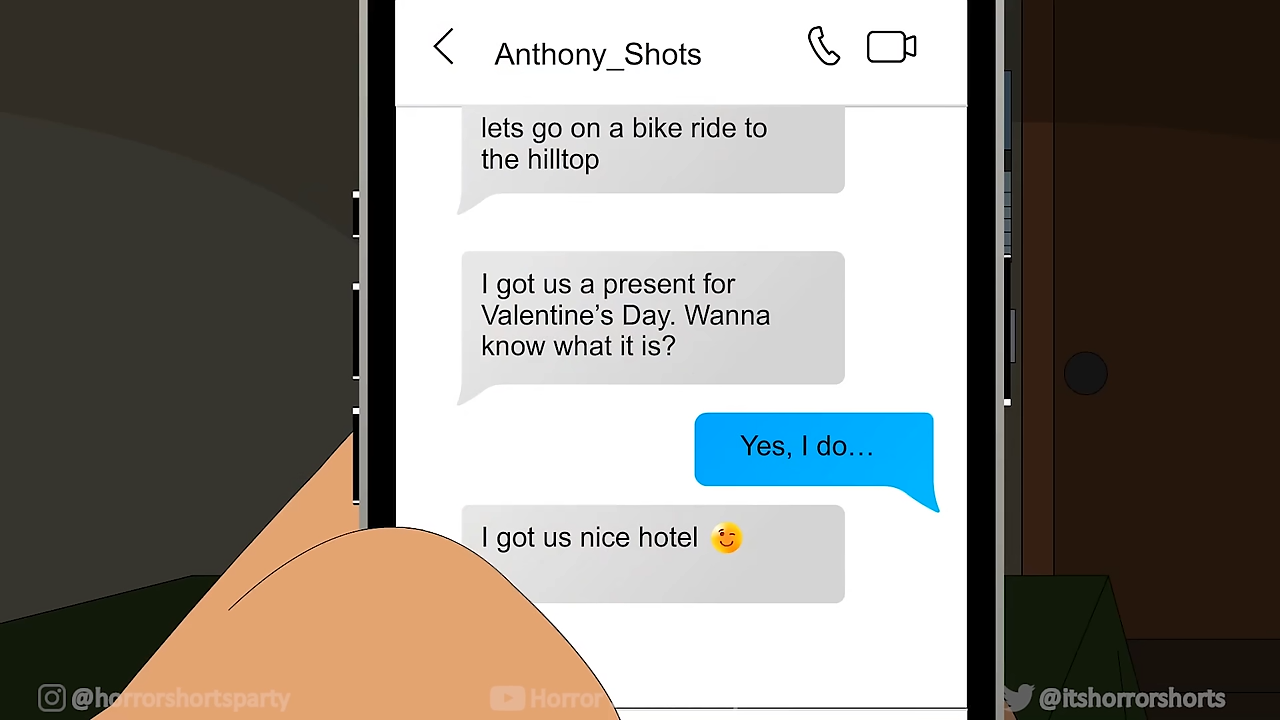 Anthony_Shots
lets go on a bike ride to
the hilltop
I got us a present for
Valentine’s Day. Wanna
know what it is?
Yes, I do…
I got us nice hotel 😉
@horrorshortsparty
Horror
@itshorrorshorts